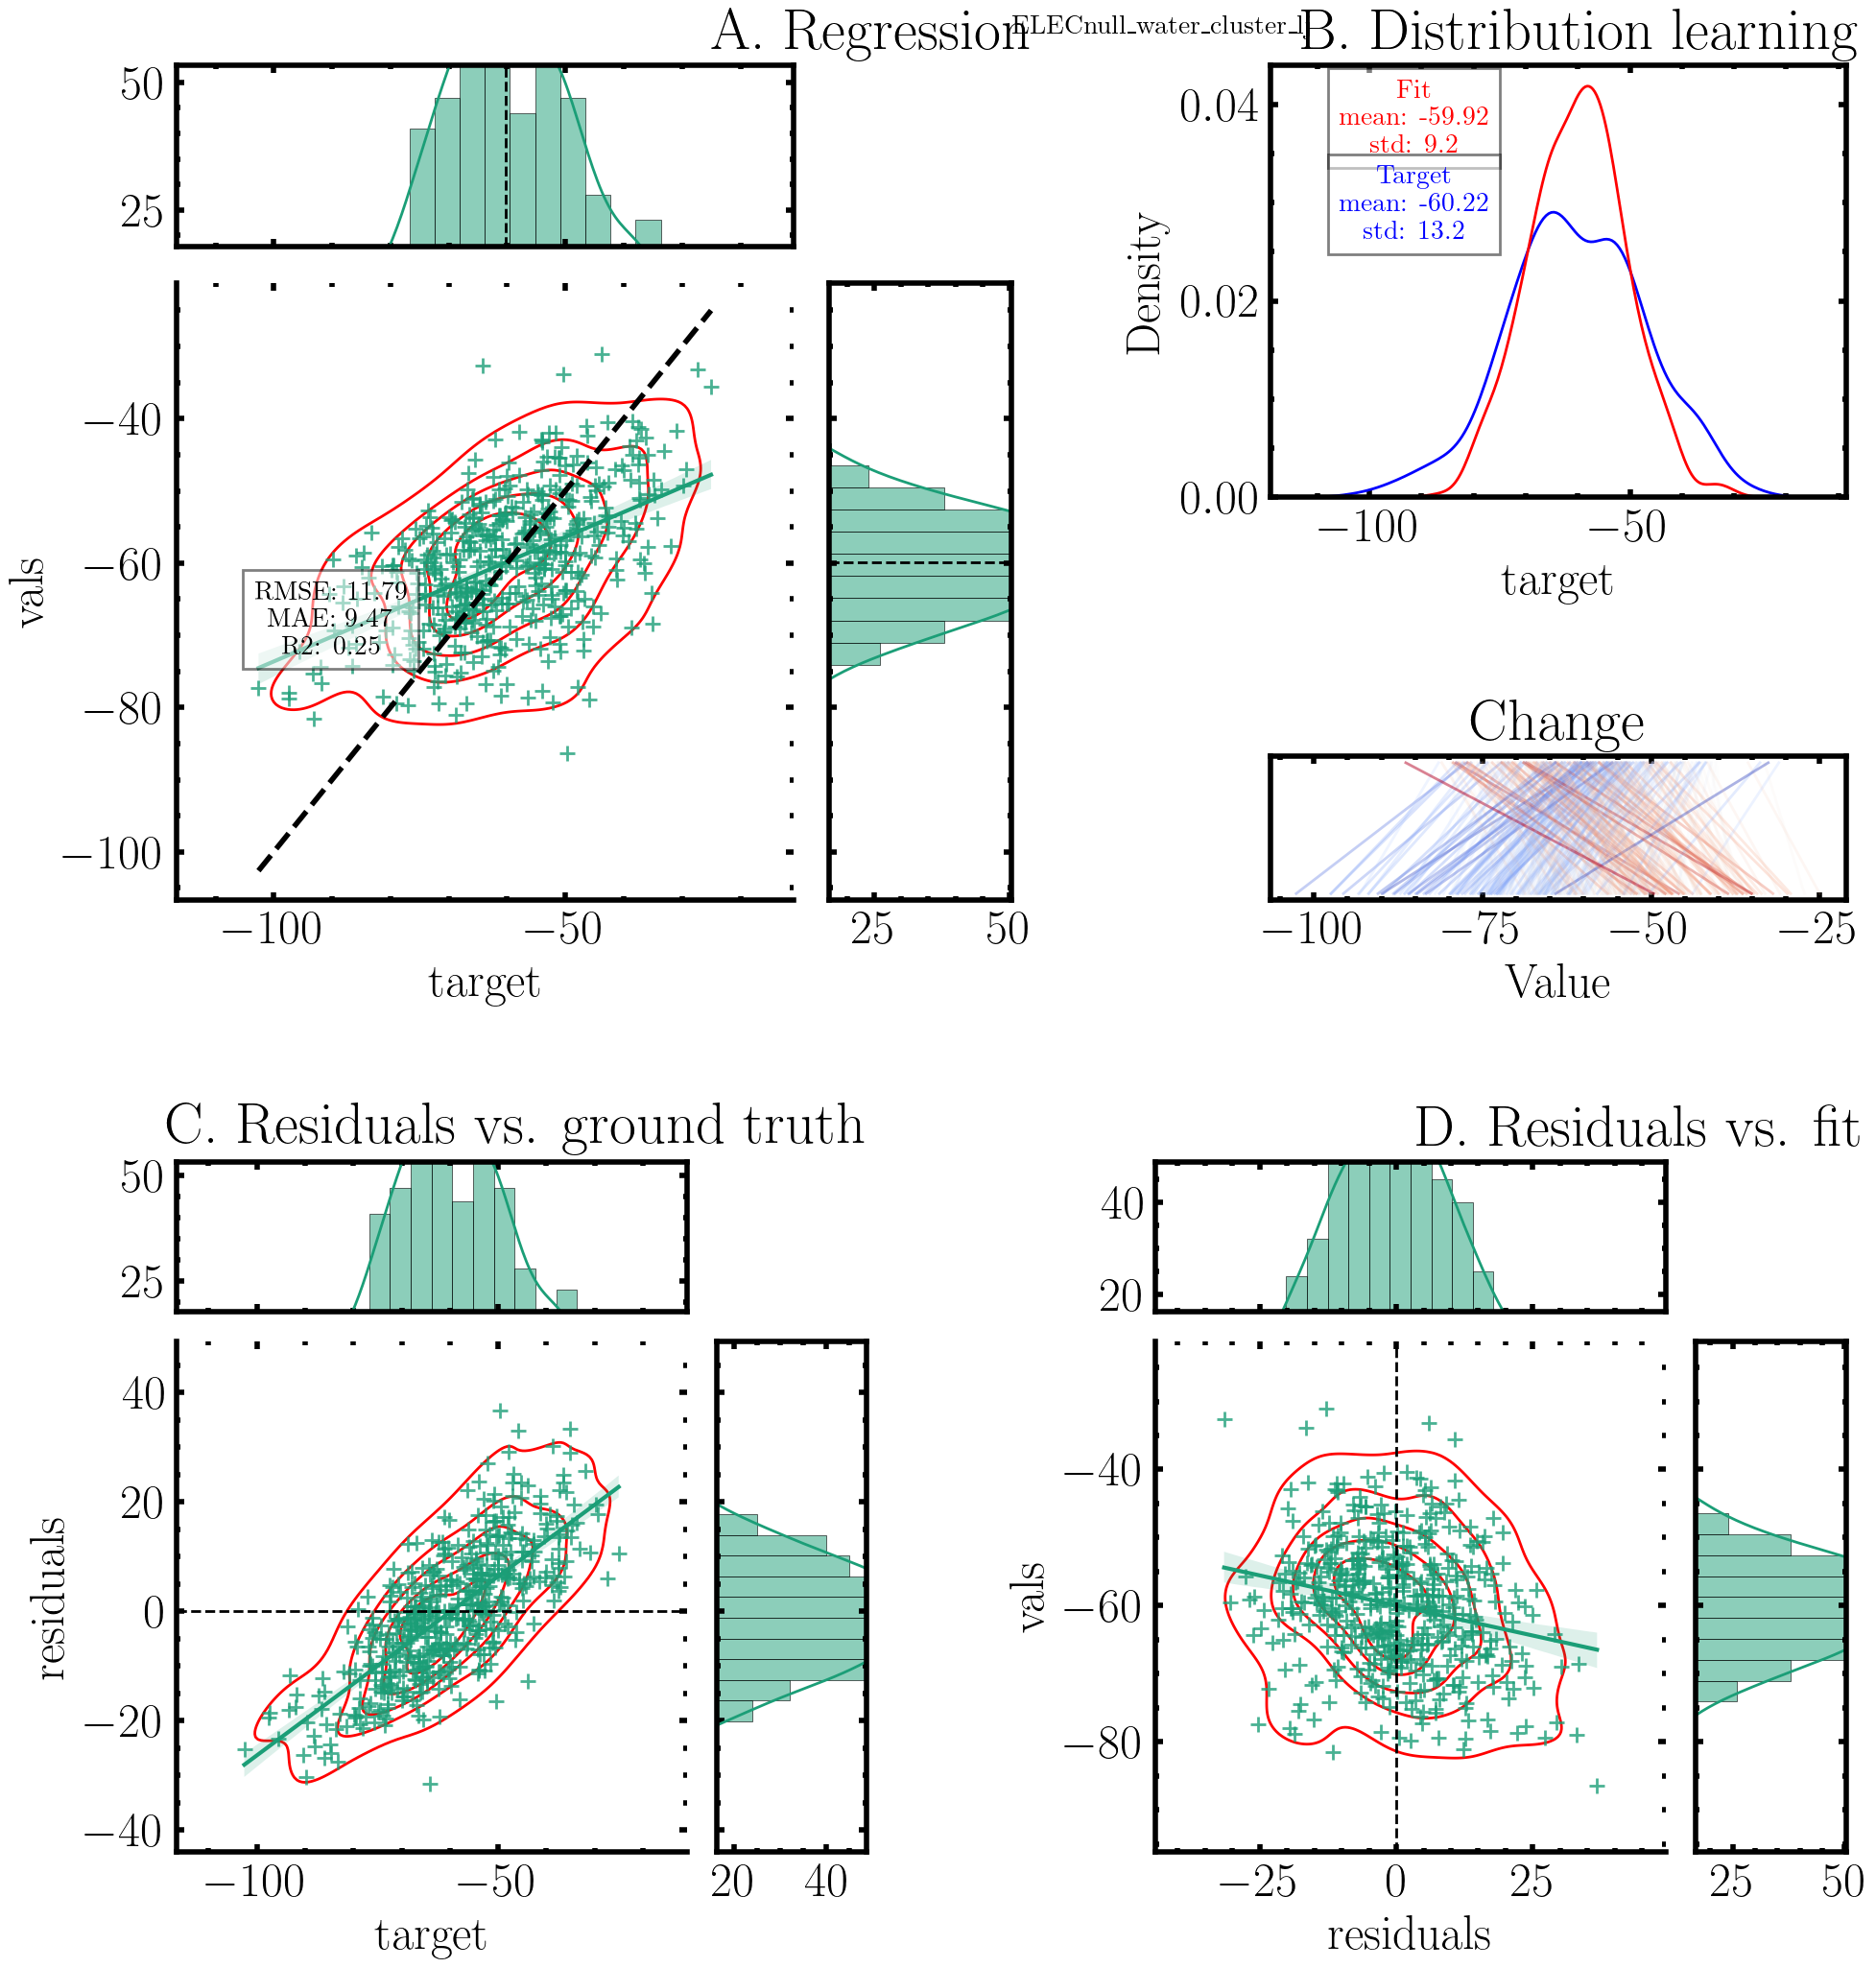 A. Regression
ELECnull_water_cluster_l
B. Distribution learning
50
25
vals
−40
−60
−80
−100
RMSE: 11.79
MAE: 9.47
R2: 0.25
−100
−50
target
25
50
Density
0.04
0.02
0.00
Fit
mean: -59.92
std: 9.2
Target
mean: -60.22
std: 13.2
−100
−50
target
Change
−100
−75
−50
−25
Value
C. Residuals vs. ground truth
50
25
residuals
40
20
0
−20
−40
−100
−50
target
20
40
D. Residuals vs. fit
40
20
vals
−40
−60
−80
−25
0
25
residuals
25
50